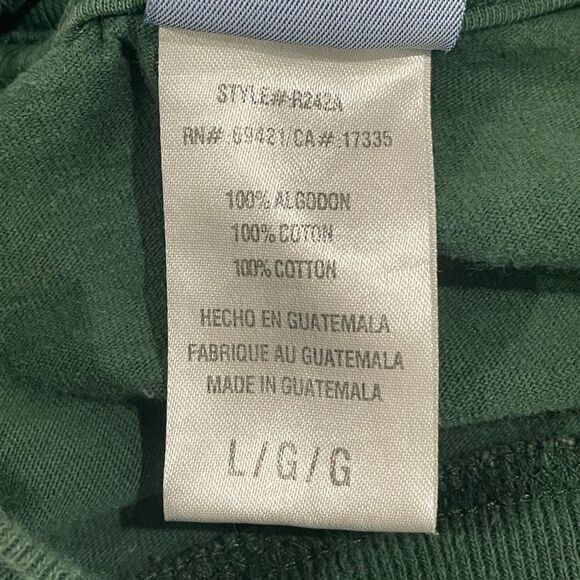 STYLE#:R242A
RN#:69421/CA#:17335
100% ALGODON
100% COTON
100% COTTON
HECHO EN GUATEMALA
FABRIQUE AU GUATEMALA
MADE IN GUATEMALA
L/G/G